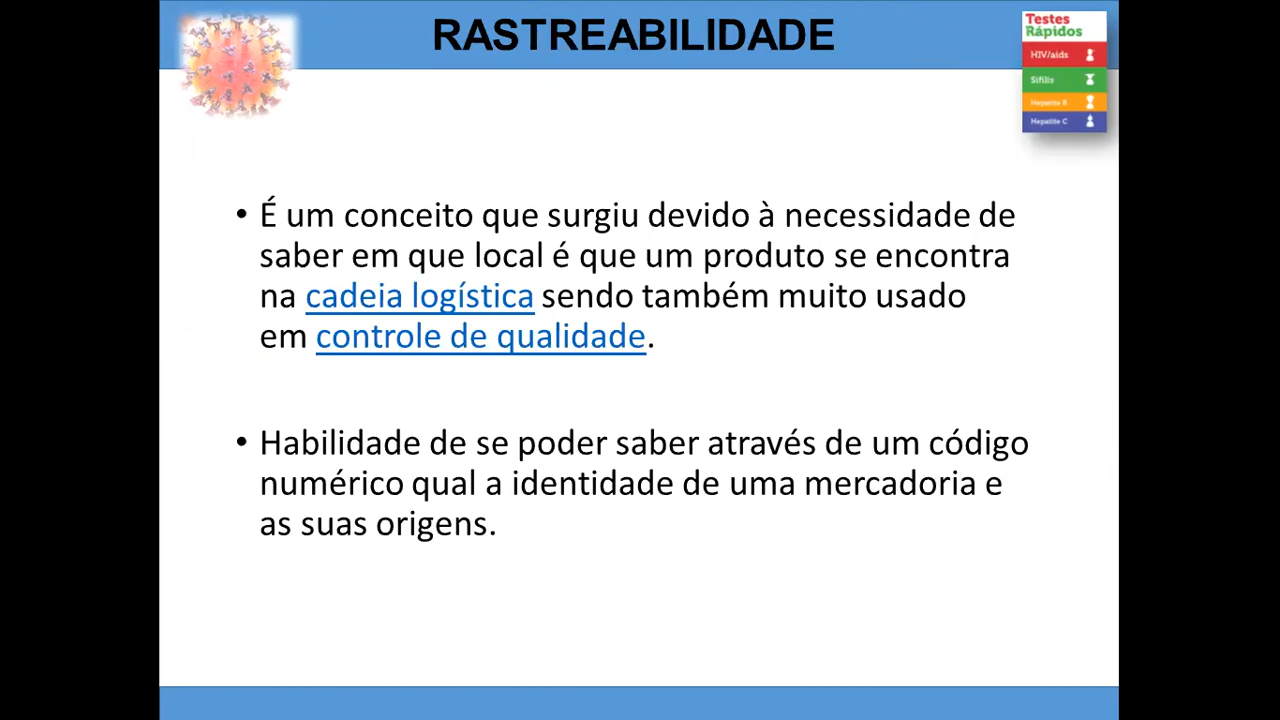 RASTREABILIDADE
Testes
Rápidos
HIV/aids
Sífilis
Hepatite B
Hepatite C
• É um conceito que surgiu devido à necessidade de
saber em que local é que um produto se encontra
na cadeia logística sendo também muito usado
em controle de qualidade.
• Habilidade de se poder saber através de um código
numérico qual a identidade de uma mercadoria e
as suas origens.